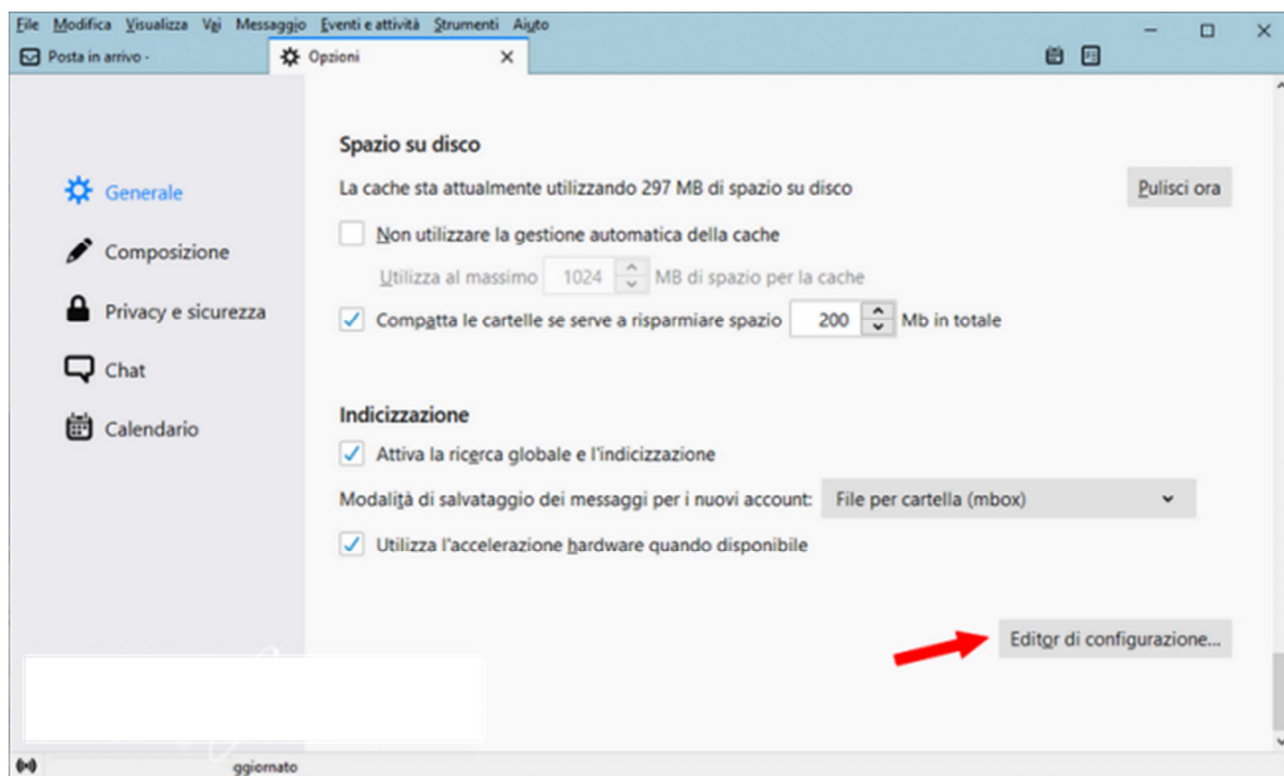 File Modifica Visualizza Vai Messaggio Eventi e attività Strumenti Aiuto
Posta in arrivo - Opzioni
Spazio su disco
Generale
La cache sta attualmente utilizzando 297 MB di spazio su disco Pulisci ora
Non utilizzare la gestione automatica della cache
Composizione
Utilizza al massimo 1024 MB di spazio per la cache
Privacy e sicurezza
Compatta le cartelle se serve a risparmiare spazio 200 Mb in totale
Chat
Indicizzazione
Calendario
Attiva la ricerca globale e l'indicizzazione
Modalità di salvataggio dei messaggi per i nuovi account: File per cartella (mbox)
Utilizza l'accelerazione hardware quando disponibile
Editor di configurazione...
ggiornato